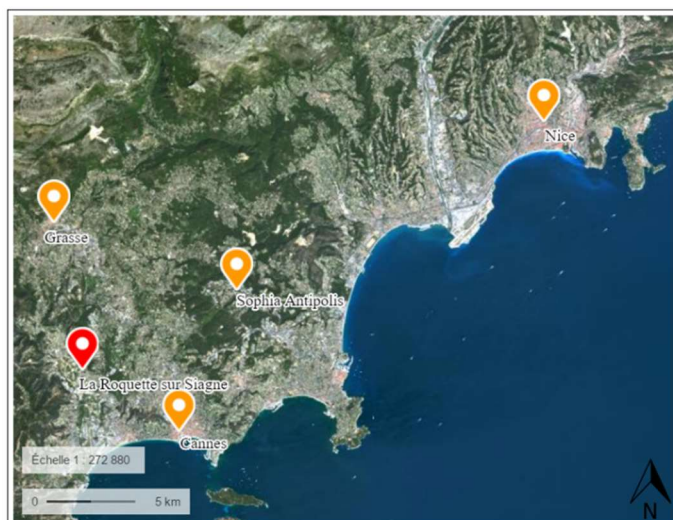 Nice
Grasse
Sophia Antipolis
La Roquette sur Siagne
Cannes
Échelle 1 : 272 880
0 5 km
N